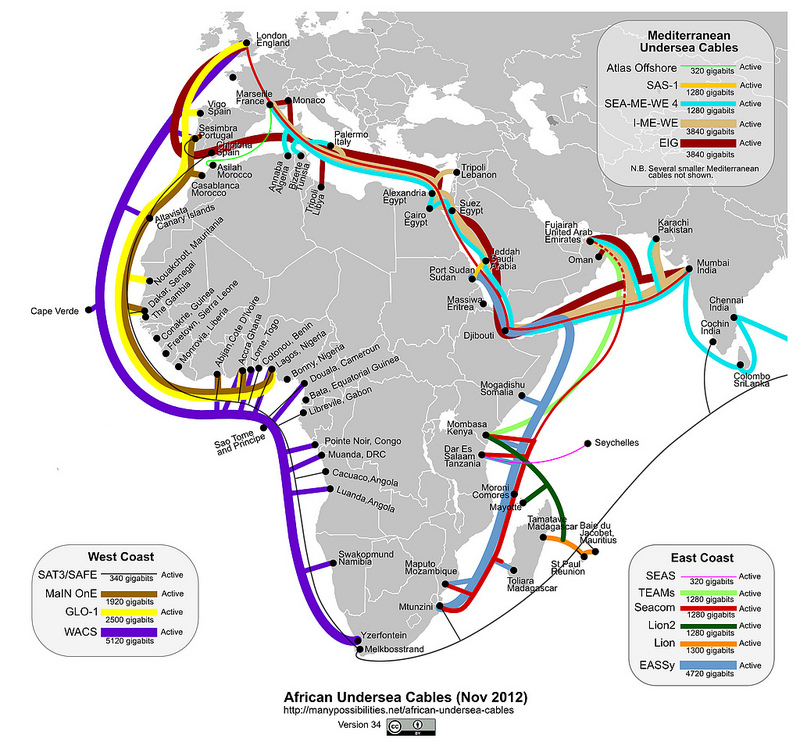 Mediterranean
Undersea Cables
Atlas Offshore 320 gigabits Active
SAS-1 1280 gigabits Active
SEA-ME-WE 4 1280 gigabits Active
I-ME-WE 3840 gigabits Active
EIG 3840 gigabits Active
N.B. Several smaller Mediterranean
cables not shown.
London
England
Marseille
France
Monaco
Vigo
Spain
Sesimbra
Portugal
Spain
Asilah
Morocco
Casablanca
Morocco
Annaba
Algeria
Bizerte
Tunisia
Tripoli
Libya
Palermo
Italy
Tripoli
Lebanon
Alexandria
Egypt
Cairo
Egypt
Suez
Egypt
Jeddah
Saudi
Arabia
Port Sudan
Sudan
Massiwa
Eritrea
Djibouti
Fujairah
United Arab
Emirates
Oman
Karachi
Pakistan
Mumbai
India
Chennai
India
Cochin
India
Colombo
SriLanka
Altavista
Canary Islands
Nouakchott, Mauritania
Dakar, Senegal
The Gambia
Cape Verde
Conakrie, Guinea
Freetown, Sierra Leone
Monrovia, Liberia
Abijan,Cote D'Ivoire
Accra Ghana
Lome, Togo
Cotonou, Benin
Lagos, Nigeria
Bonny, Nigeria
Douala, Cameroun
Bata, Equatorial Guinea
Libreville, Gabon
Sao Tome
and Principe
Pointe Noir, Congo
Muanda, DRC
Cacuaco,Angola
Luanda,Angola
Swakopmund
Namibia
Yzerfontein
Melkbosstrand
Mogadishu
Somalia
Mombasa
Kenya
Dar Es
Salaam
Tanzania
Seychelles
Moroni
Comores
Mayotte
Tamatave
Madagascar
Baie du
Jacobet,
Mauritius
St Paul
Reunion
Toliara
Madagascar
Maputo
Mozambique
Mtunzini
West Coast
SAT3/SAFE 340 gigabits Active
MaIN OnE 1920 gigabits Active
GLO-1 2500 gigabits Active
WACS 5120 gigabits Active
East Coast
SEAS 320 gigabits Active
TEAMs 1280 gigabits Active
Seacom 1280 gigabits Active
Lion2 1280 gigabits Active
Lion 1300 gigabits Active
EASSy 4720 gigabits Active
African Undersea Cables (Nov 2012)
http://manypossibilities.net/african-undersea-cables
Version 34
cc BY